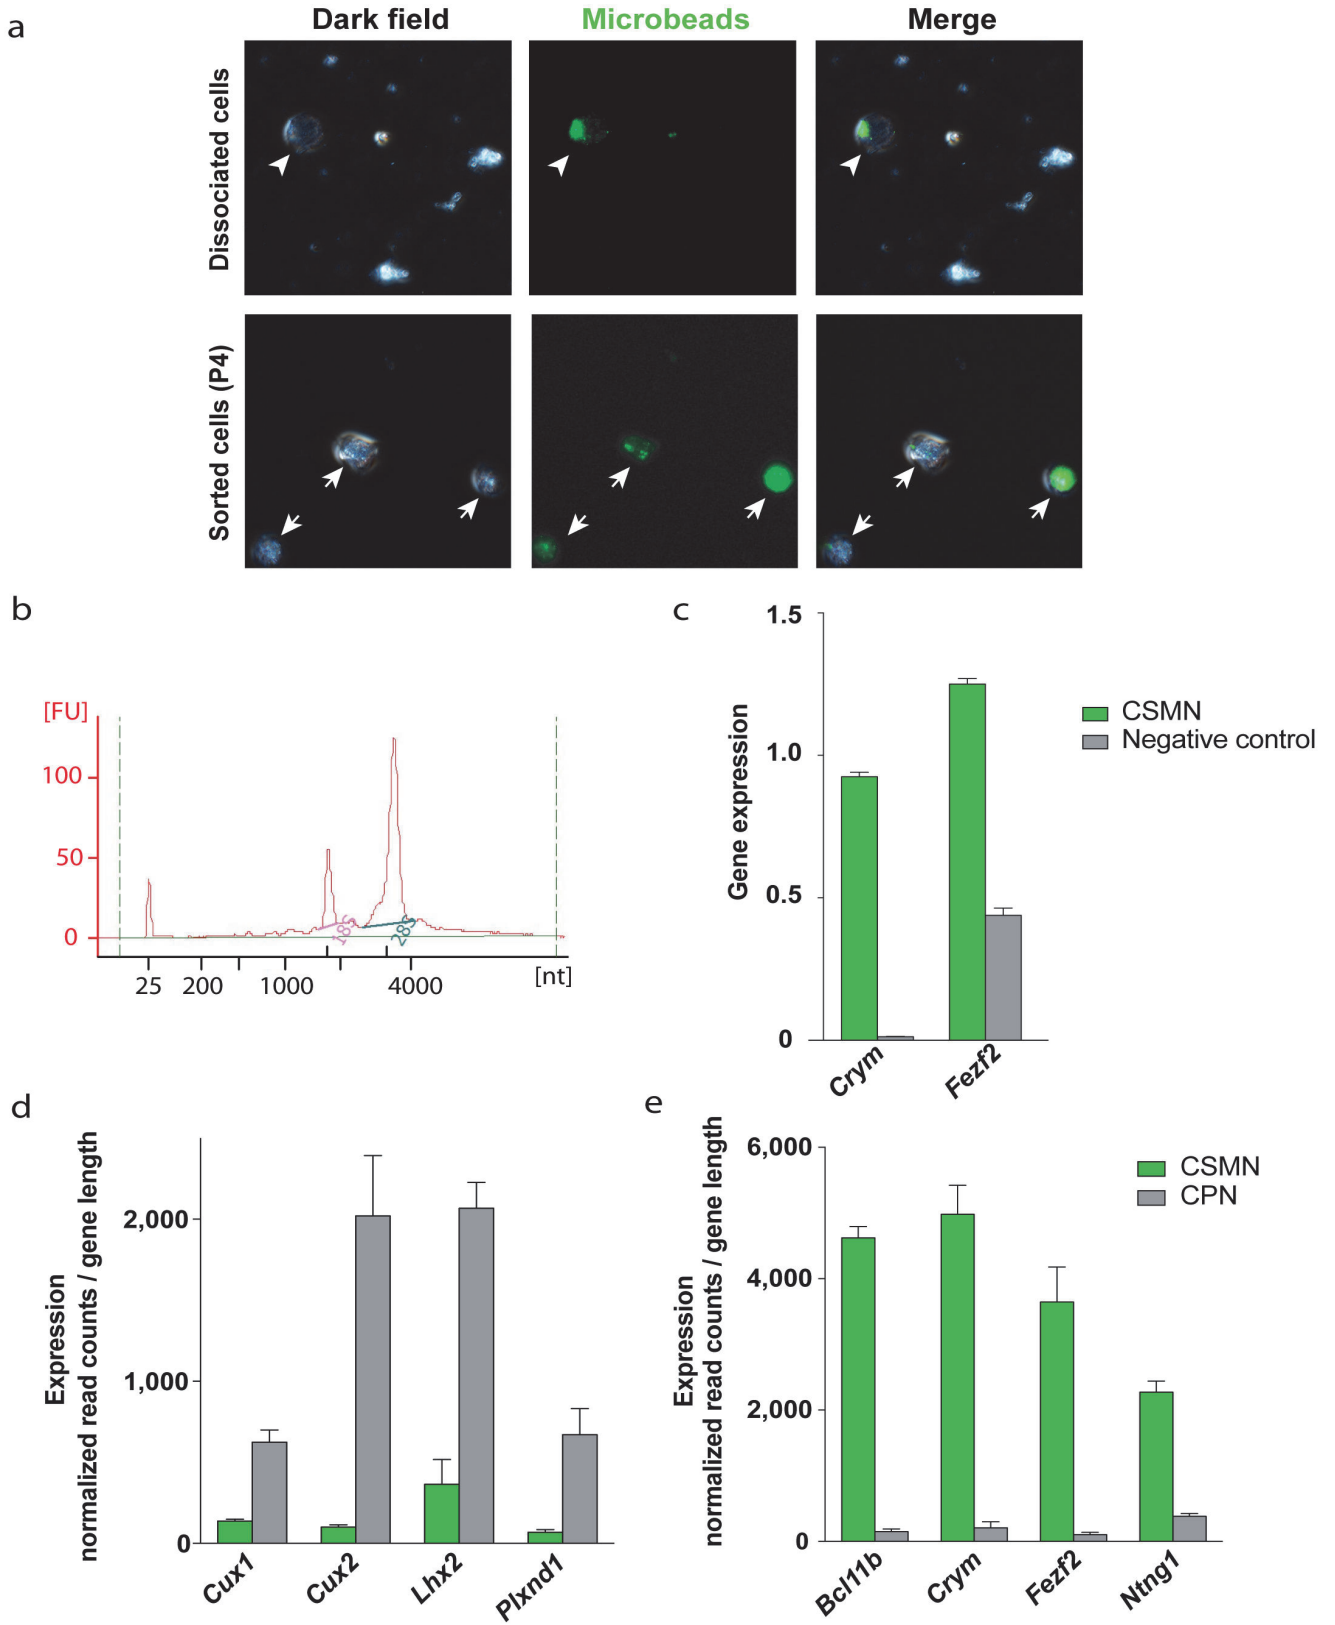 a
Dark field
Microbeads
Merge
Dissociated cells
Sorted cells (P4)
b
[FU]
100
50
0
18S
28S
25
200
1000
4000
[nt]
c
1.5
1.0
0.5
0
Gene expression
CSMN
Negative control
Crym
Fezf2
d
Expression
normalized read counts / gene length
2,000
1,000
0
Cux1
Cux2
Lhx2
Plxnd1
e
Expression
normalized read counts / gene length
6,000
4,000
2,000
0
CSMN
CPN
Bcl11b
Crym
Fezf2
Ntng1